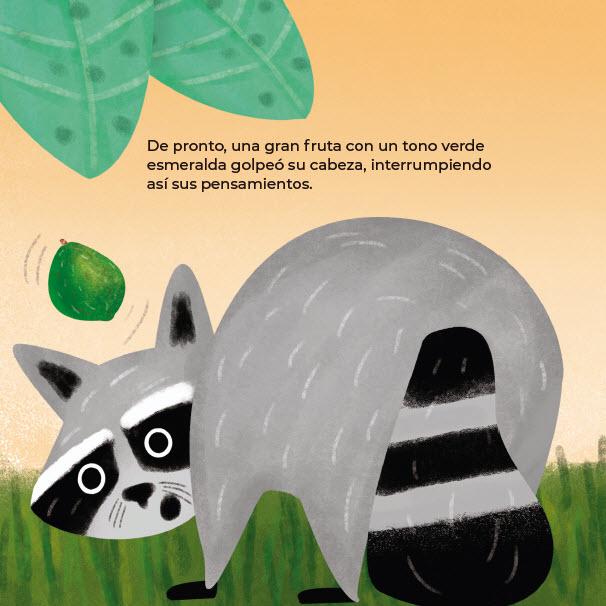 De pronto, una gran fruta con un tono verde
esmeralda golpeó su cabeza, interrumpiendo
así sus pensamientos.